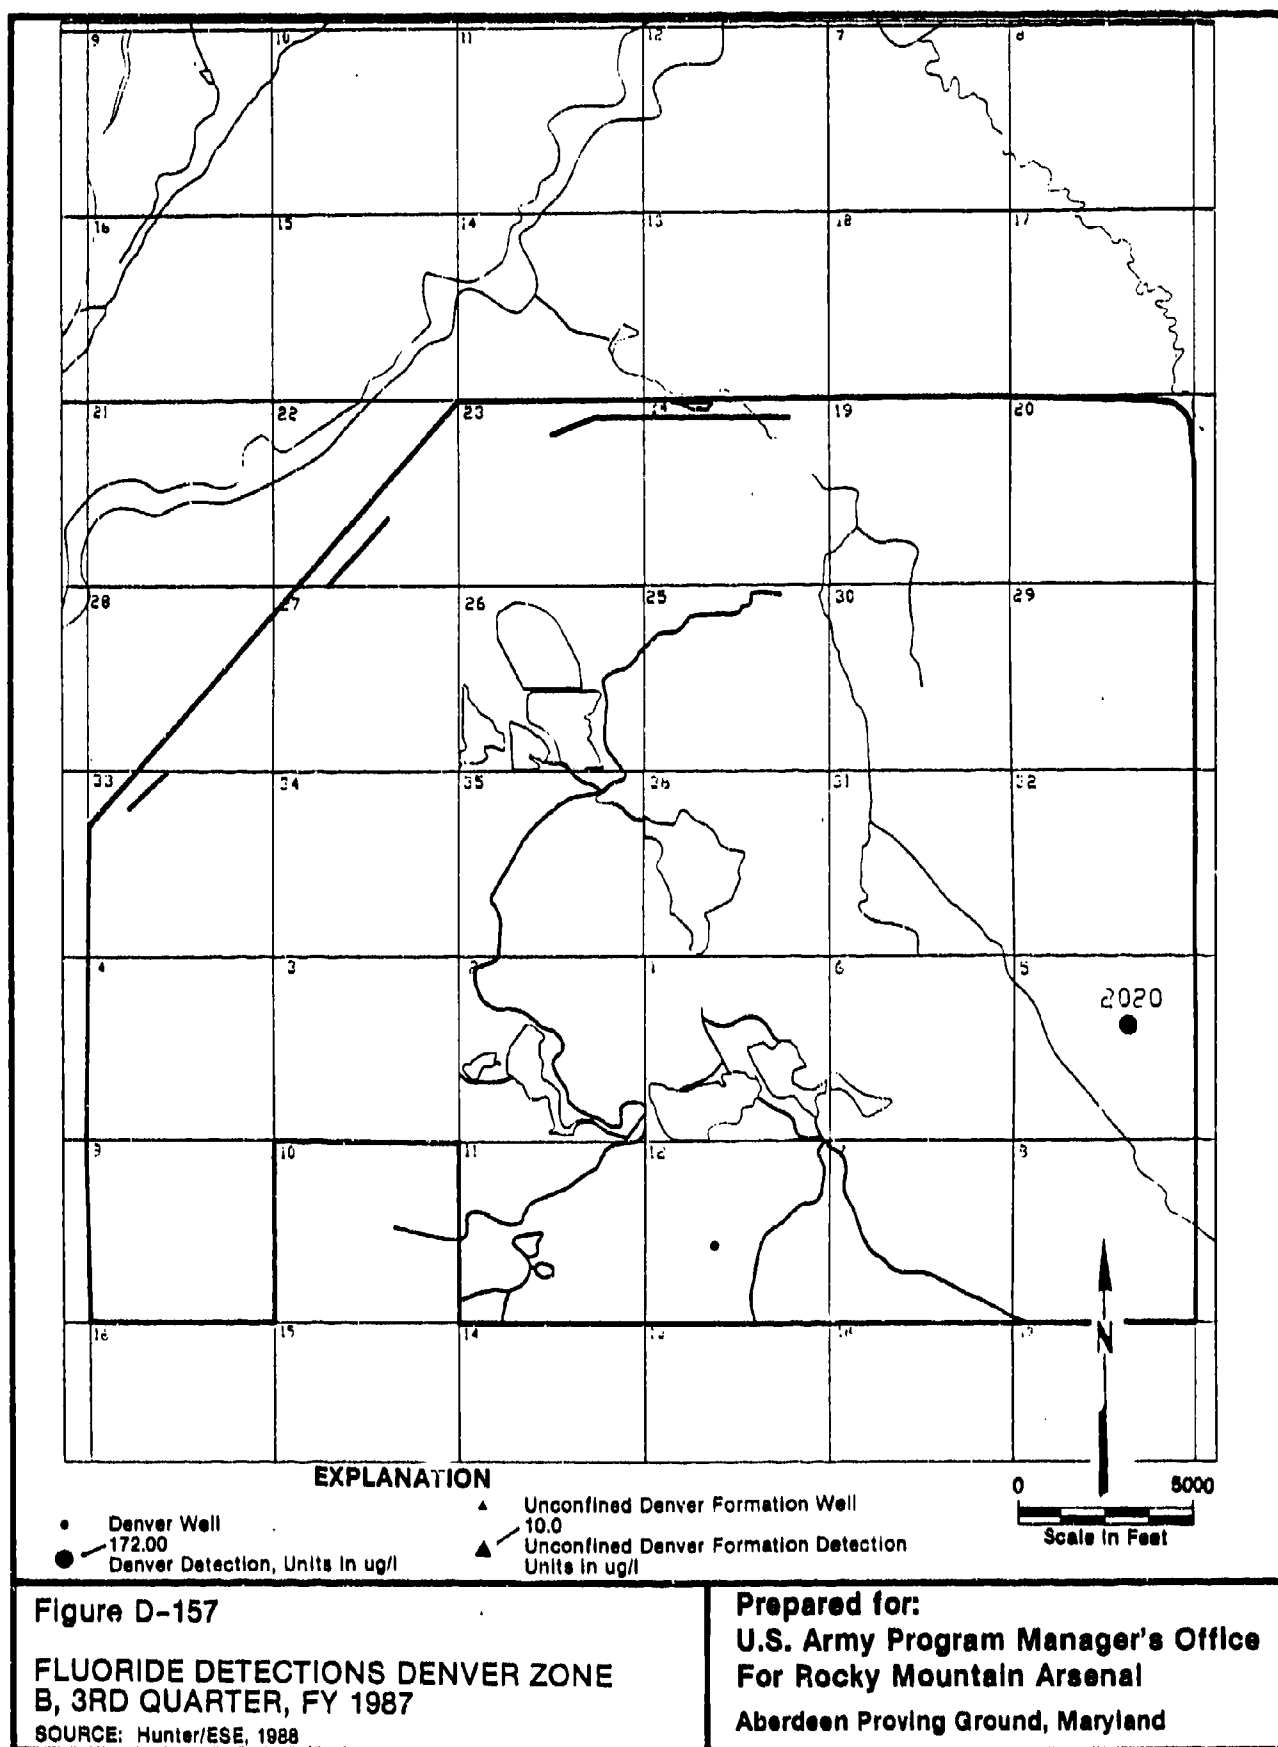 9 10 11 12 7 8
16 15 14 13 18 17
21 22 23 24 19 20
28 27 26 25 30 29
33 34 35 36 31 32
4 3 2 1 6 5
2020
9 10 11 12 7 8
16 15 14 13 18
N
EXPLANATION
Denver Well
172.00
Denver Detection, Units in ug/l
Unconfined Denver Formation Well
10.0
Unconfined Denver Formation Detection
Units in ug/l
0 5000
Scale in Feet
Figure D-157
FLUORIDE DETECTIONS DENVER ZONE
B, 3RD QUARTER, FY 1987
SOURCE: Hunter/ESE, 1988
Prepared for:
U.S. Army Program Manager's Office
For Rocky Mountain Arsenal
Aberdeen Proving Ground, Maryland